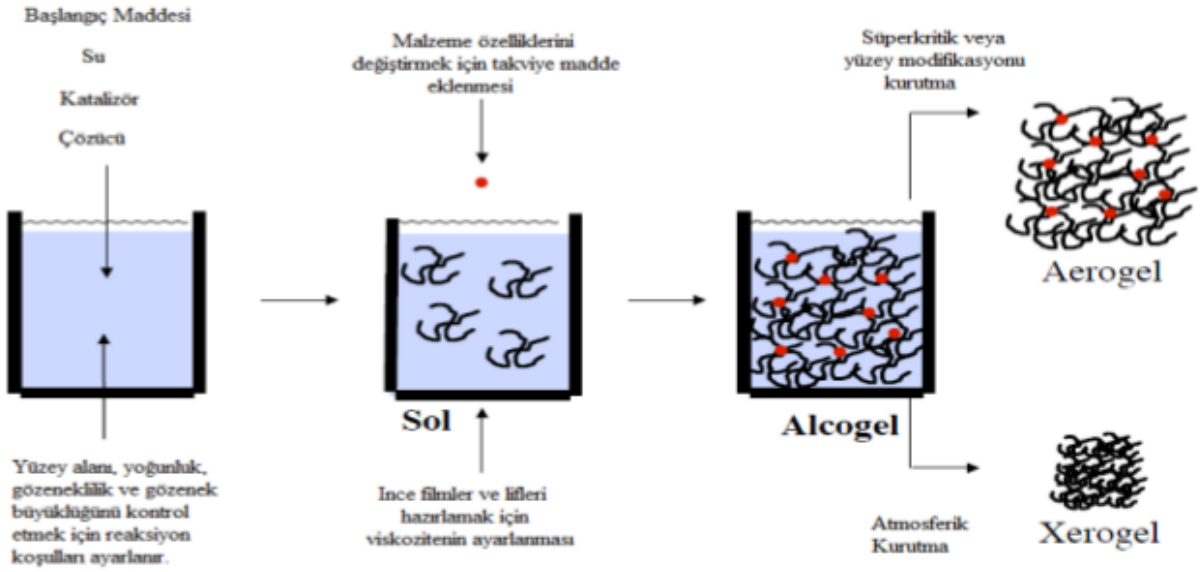 Başlangıç Maddesi
Su
Katalizör
Çözücü
Yüzey alanı, yoğunluk,
gözeneklilik ve gözenek
büyüklüğünü kontrol
etmek için reaksiyon
koşulları ayarlanır.
Malzeme özelliklerini
değiştirmek için takviye madde
eklenmesi
Sol
Ince filmler ve lifleri
hazırlamak için
viskozitenin ayarlanması
Alcogel
Süperkritik veya
yüzey modifikasyonu
kurutma
Aerogel
Atmosferik
Kurutma
Xerogel